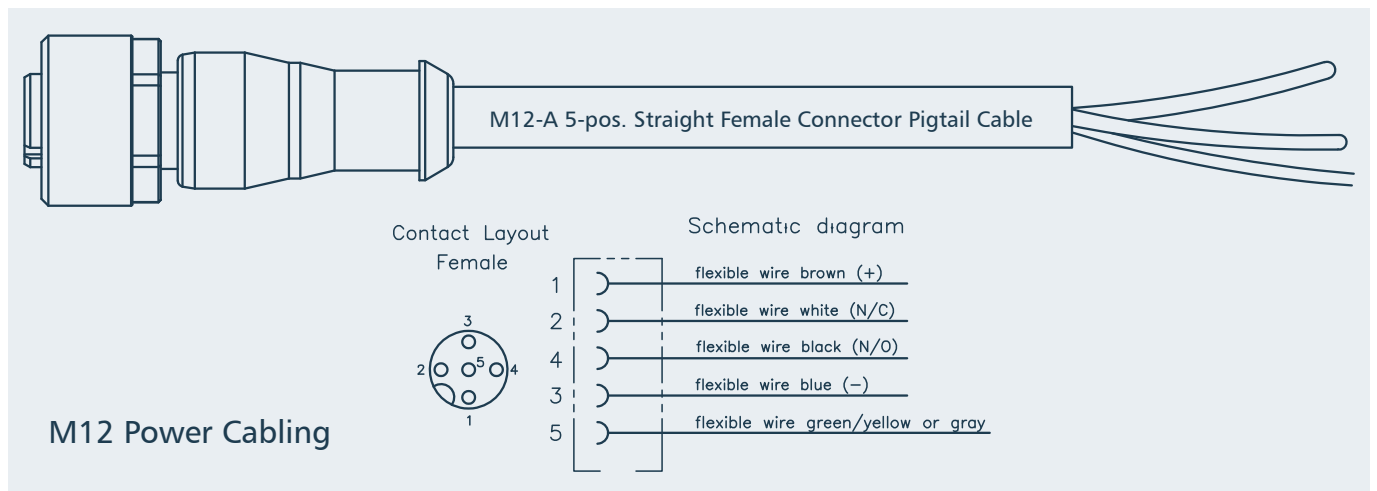 M12-A 5-pos. Straight Female Connector Pigtail Cable
Contact Layout
Female
3
2
5
4
1
Schematic diagram
1 flexible wire brown (+)
2 flexible wire white (N/C)
4 flexible wire black (N/O)
3 flexible wire blue (−)
5 flexible wire green/yellow or gray
M12 Power Cabling